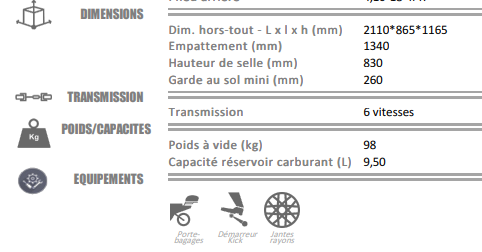 DIMENSIONS
Dim. hors-tout - L x l x h (mm) 2110*865*1165
Empattement (mm) 1340
Hauteur de selle (mm) 830
Garde au sol mini (mm) 260
TRANSMISSION
Transmission 6 vitesses
POIDS/CAPACITES
Kg
Poids à vide (kg) 98
Capacité réservoir carburant (L) 9,50
EQUIPEMENTS
Porte-
bagages
Démarreur
Kick
Jantes
rayons